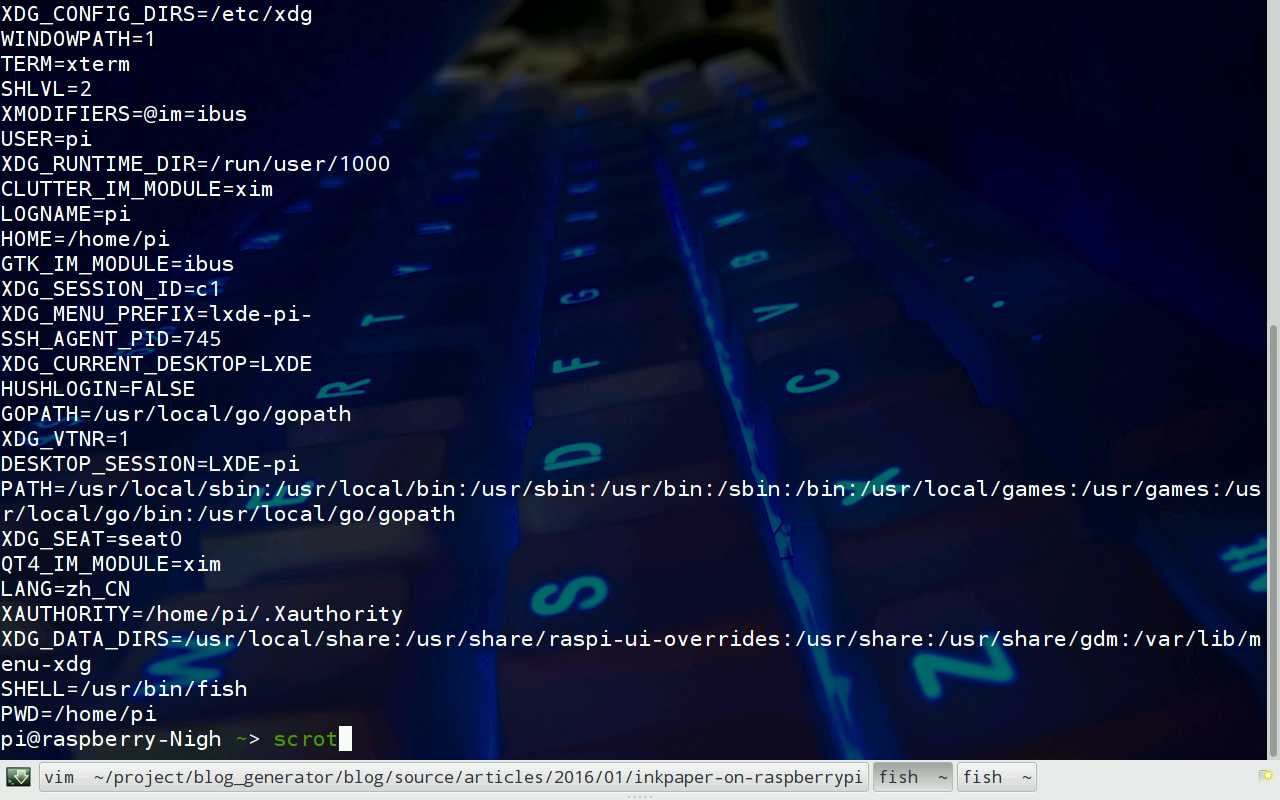 XDG_CONFIG_DIRS=/etc/xdg
WINDOWPATH=1
TERM=xterm
SHLVL=2
XMODIFIERS=@im=ibus
USER=pi
XDG_RUNTIME_DIR=/run/user/1000
CLUTTER_IM_MODULE=xim
LOGNAME=pi
HOME=/home/pi
GTK_IM_MODULE=ibus
XDG_SESSION_ID=c1
XDG_MENU_PREFIX=lxde-pi-
SSH_AGENT_PID=745
XDG_CURRENT_DESKTOP=LXDE
HUSHLOGIN=FALSE
GOPATH=/usr/local/go/gopath
XDG_VTNR=1
DESKTOP_SESSION=LXDE-pi
PATH=/usr/local/sbin:/usr/local/bin:/usr/sbin:/usr/bin:/sbin:/bin:/usr/local/games:/usr/games:/us
r/local/go/bin:/usr/local/go/gopath
XDG_SEAT=seat0
QT4_IM_MODULE=xim
LANG=zh_CN
XAUTHORITY=/home/pi/.Xauthority
XDG_DATA_DIRS=/usr/local/share:/usr/share/raspi-ui-overrides:/usr/share:/usr/share/gdm:/var/lib/m
enu-xdg
SHELL=/usr/bin/fish
PWD=/home/pi
pi@raspberry-Nigh ~> scrot
vim ~/project/blog_generator/blog/source/articles/2016/01/inkpaper-on-raspberrypi
fish ~
fish ~
E R T Y
S D F G H
Z X C V B N
W